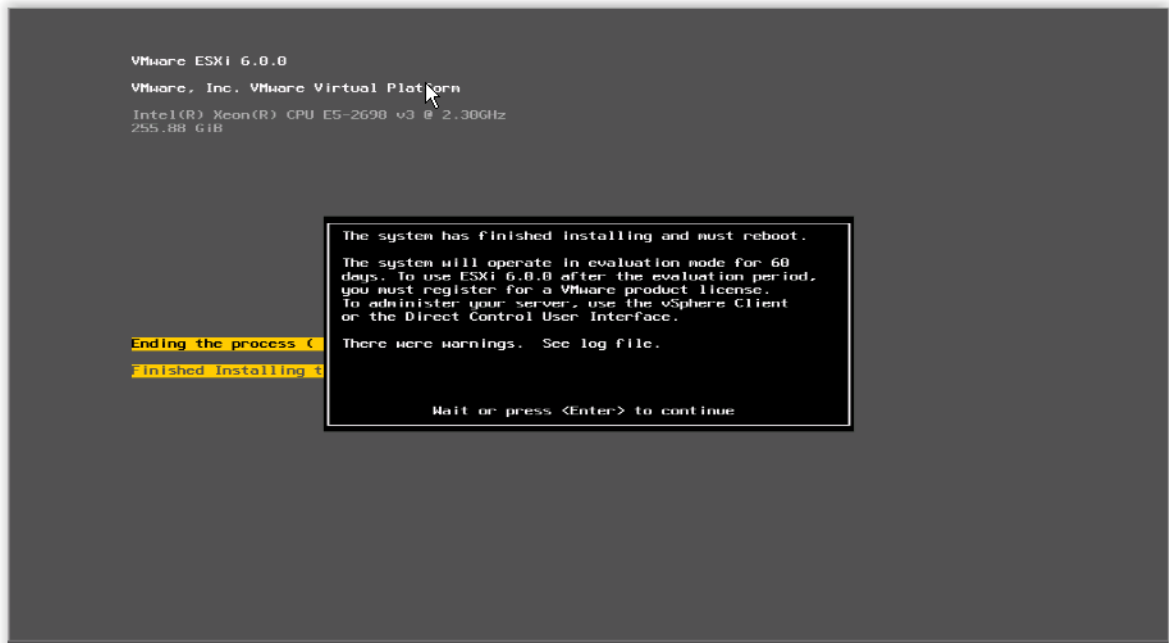 VMware ESXi 6.0.0
VMware, Inc. VMware Virtual Platform
Intel(R) Xeon(R) CPU E5-2690 v3 @ 2.30GHz
255.88 GiB
The system has finished installing and must reboot.
The system will operate in evaluation mode for 60
days. To use ESXi 6.0.0 after the evaluation period,
you must register for a VMware product license.
To administer your server, use the vSphere Client
or the Direct Control User Interface.
Ending the process (
There were warnings.  See log file.
Finished Installing t
Wait or press <Enter> to continue